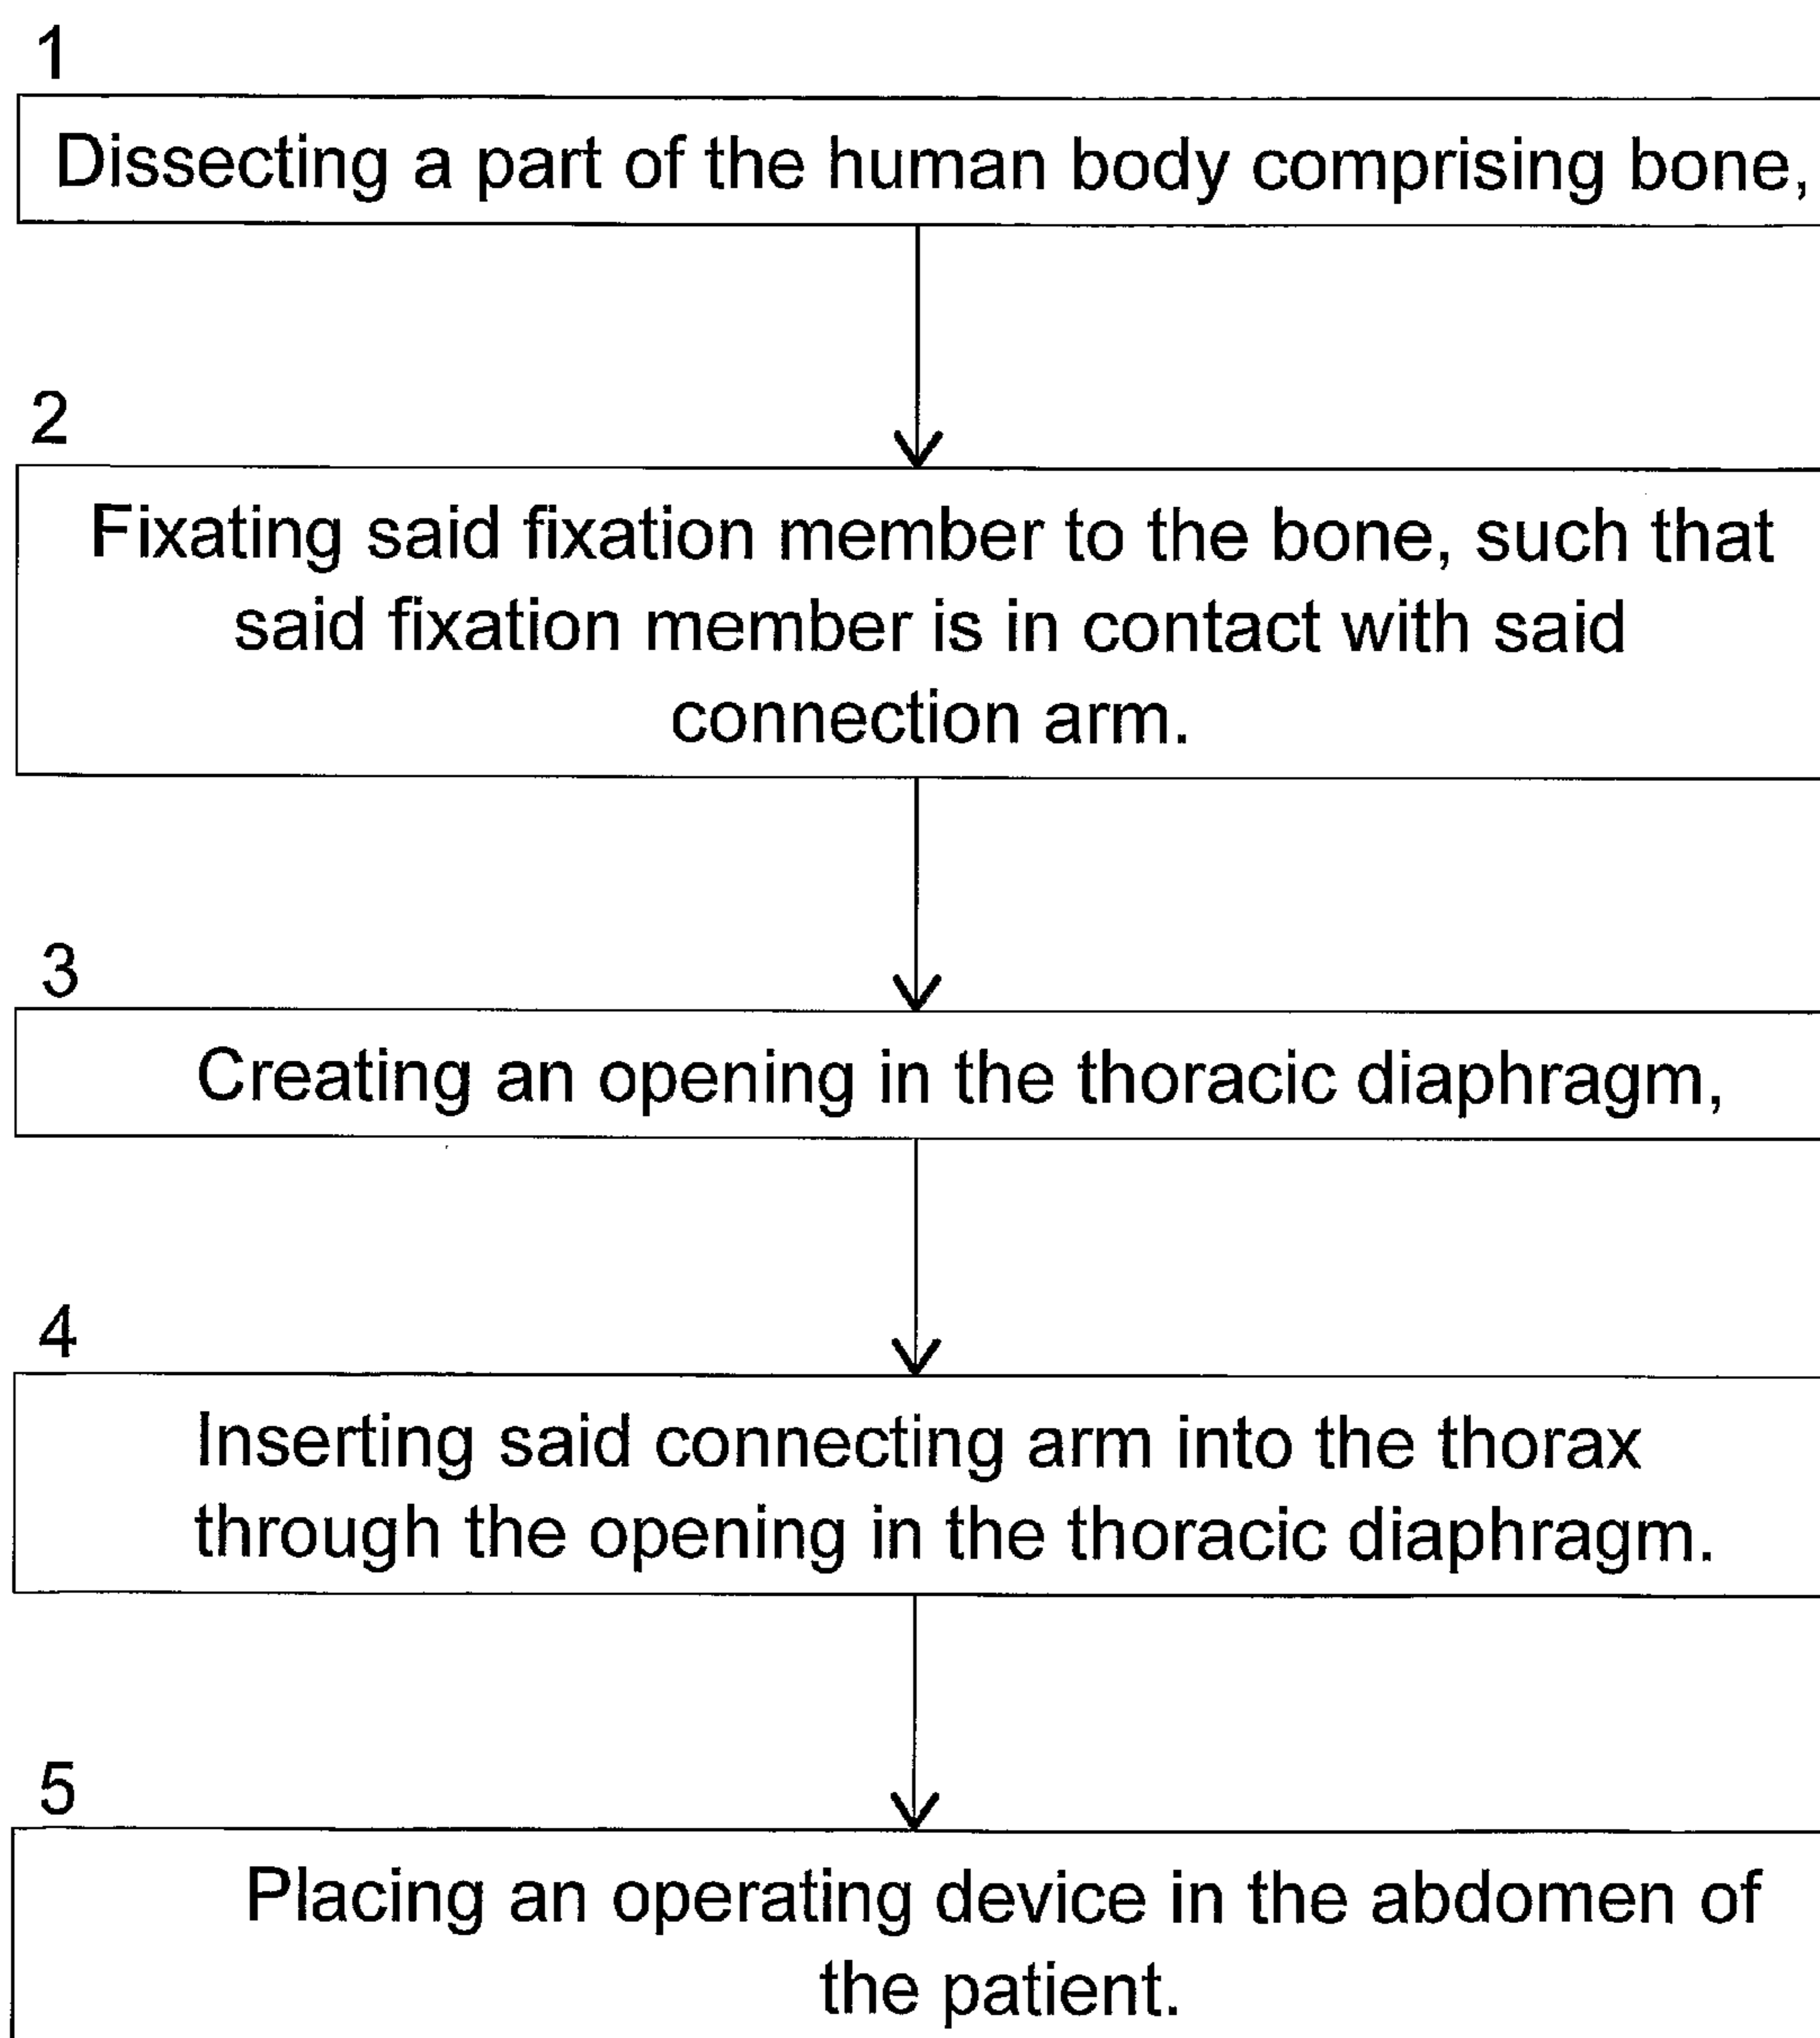 1
Dissecting a part of the human body comprising bone,
2
Fixating said fixation member to the bone, such that
said fixation member is in contact with said
connection arm.
3
Creating an opening in the thoracic diaphragm,
4
Inserting said connecting arm into the thorax
through the opening in the thoracic diaphragm.
5
Placing an operating device in the abdomen of
the patient.